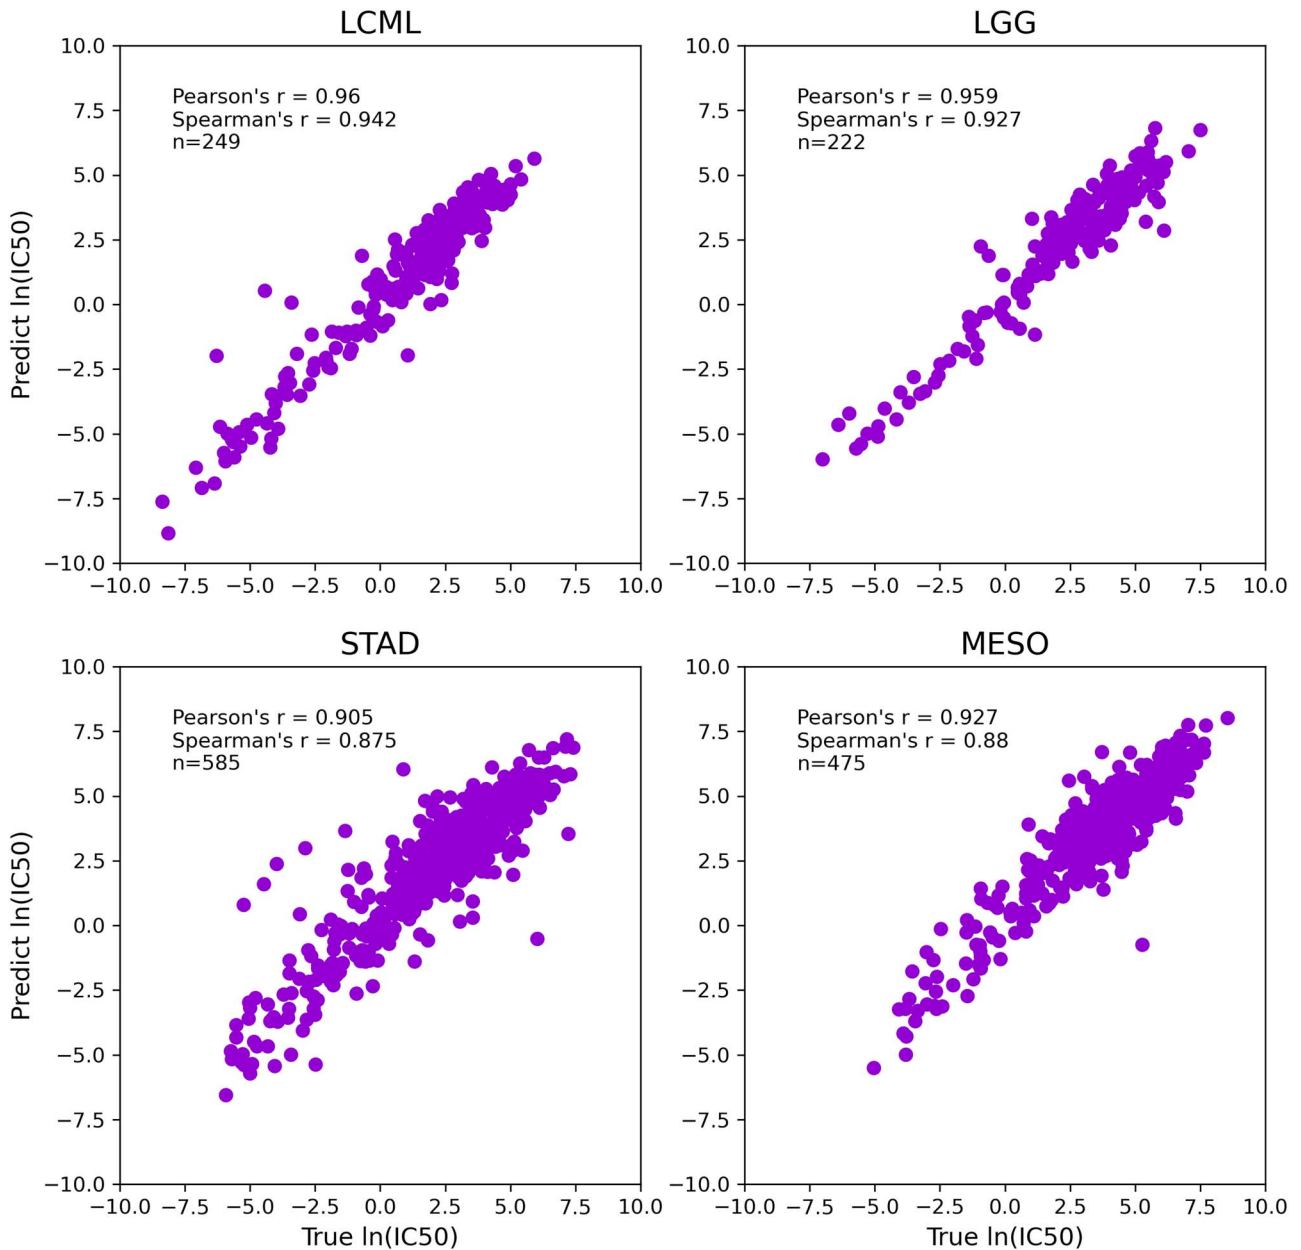 LCML
10.0
7.5
5.0
2.5
0.0
−2.5
−5.0
−7.5
−10.0
Predict ln(IC50)
Pearson's r = 0.96
Spearman's r = 0.942
n=249
−10.0 −7.5 −5.0 −2.5 0.0 2.5 5.0 7.5 10.0
LGG
10.0
7.5
5.0
2.5
0.0
−2.5
−5.0
−7.5
−10.0
Pearson's r = 0.959
Spearman's r = 0.927
n=222
−10.0 −7.5 −5.0 −2.5 0.0 2.5 5.0 7.5 10.0
STAD
10.0
7.5
5.0
2.5
0.0
−2.5
−5.0
−7.5
−10.0
Predict ln(IC50)
Pearson's r = 0.905
Spearman's r = 0.875
n=585
−10.0 −7.5 −5.0 −2.5 0.0 2.5 5.0 7.5 10.0
True ln(IC50)
MESO
10.0
7.5
5.0
2.5
0.0
−2.5
−5.0
−7.5
−10.0
Pearson's r = 0.927
Spearman's r = 0.88
n=475
−10.0 −7.5 −5.0 −2.5 0.0 2.5 5.0 7.5 10.0
True ln(IC50)